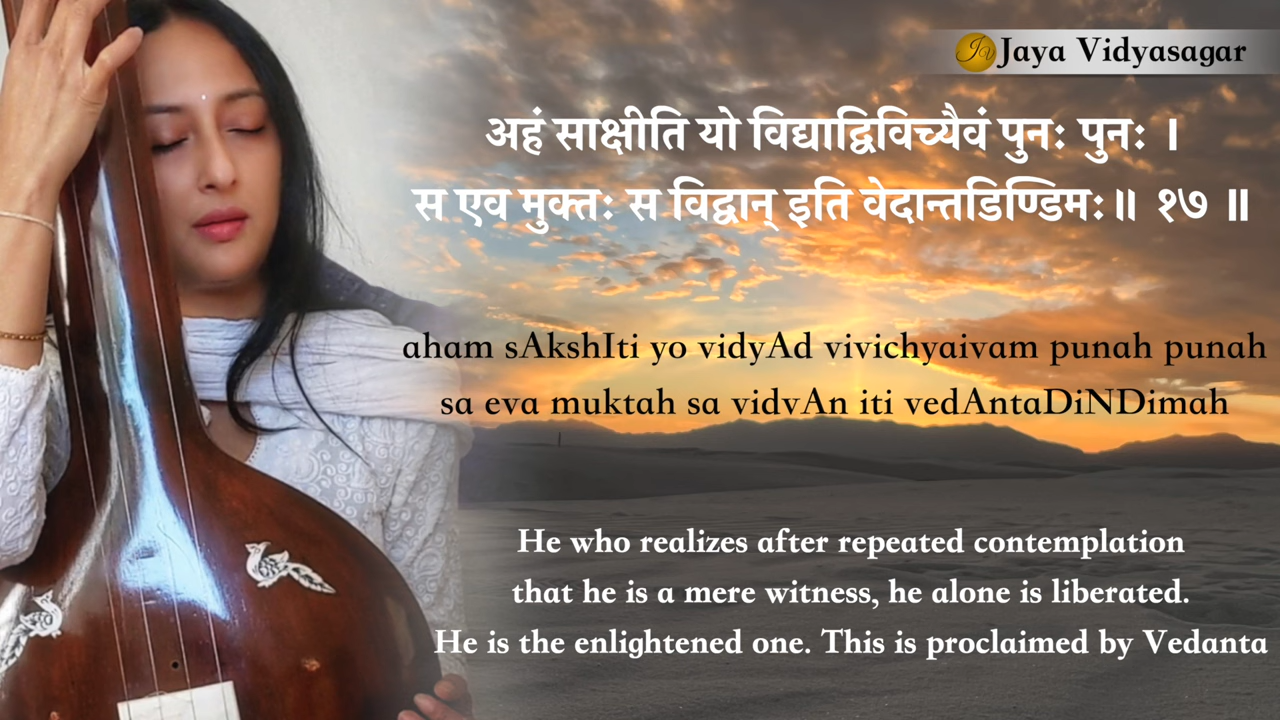 Jaya Vidyasagar
अहं साक्षीति यो विद्याद्विविच्यैवं पुनः पुनः ।
स एव मुक्तः स विद्वान् इति वेदान्तडिण्डिमः॥ १७ ॥
aham sAkshIti yo vidyAd vivichyaivam punah punah
sa eva muktah sa vidvAn iti vedAntaDiNDimah
He who realizes after repeated contemplation
that he is a mere witness, he alone is liberated.
He is the enlightened one. This is proclaimed by Vedanta